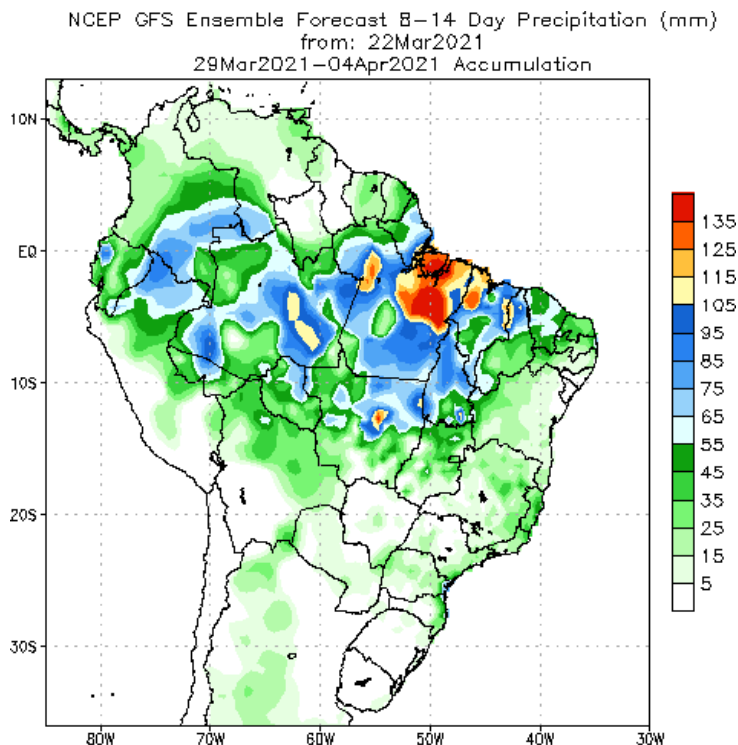 NCEP GFS Ensemble Forecast 8-14 Day Precipitation (mm)
from: 22Mar2021
29Mar2021-04Apr2021 Accumulation
10N
EQ
10S
20S
30S
80W 70W 60W 50W 40W 30W
135
125
115
105
95
85
75
65
55
45
35
25
15
5